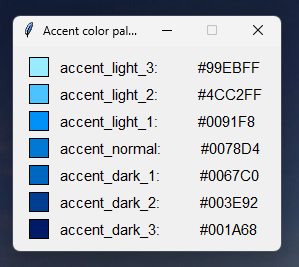 Accent color pal...
accent_light_3: #99EBFF
accent_light_2: #4CC2FF
accent_light_1: #0091F8
accent_normal: #0078D4
accent_dark_1: #0067C0
accent_dark_2: #003E92
accent_dark_3: #001A68